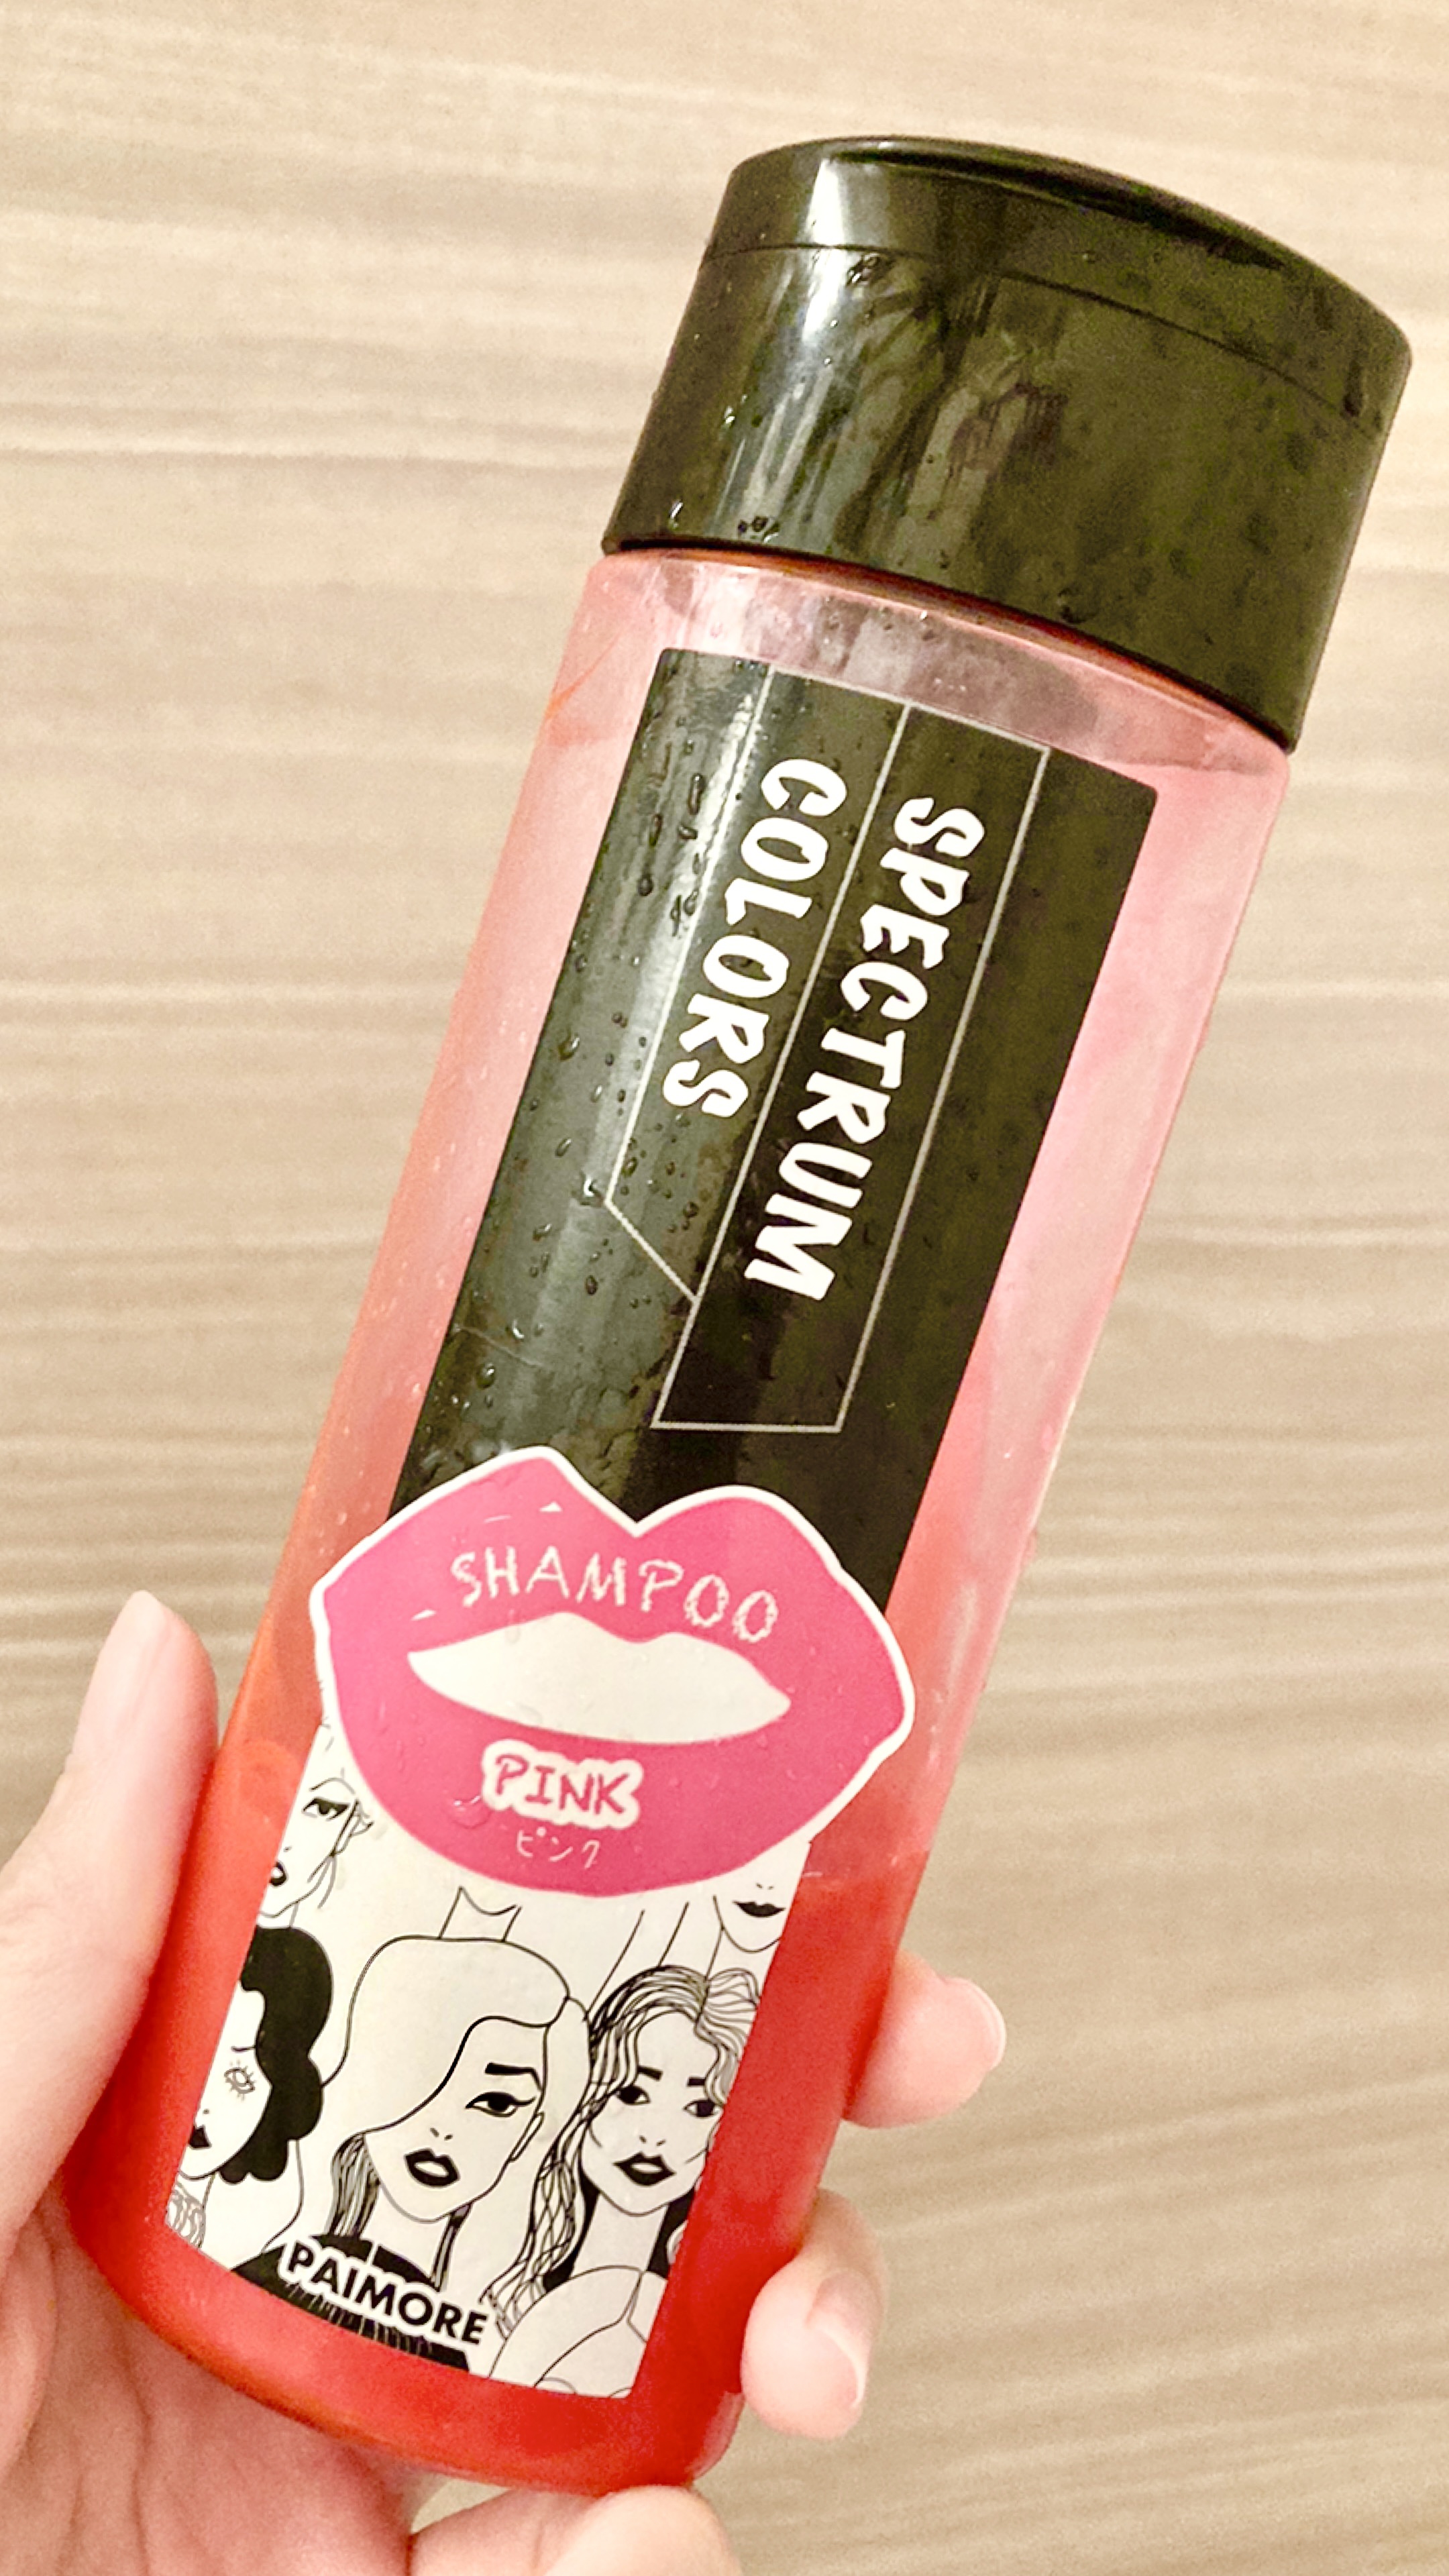 SPECTRUM
COLORS
SHAMPOO
PINK
ピンク
PAIMORE